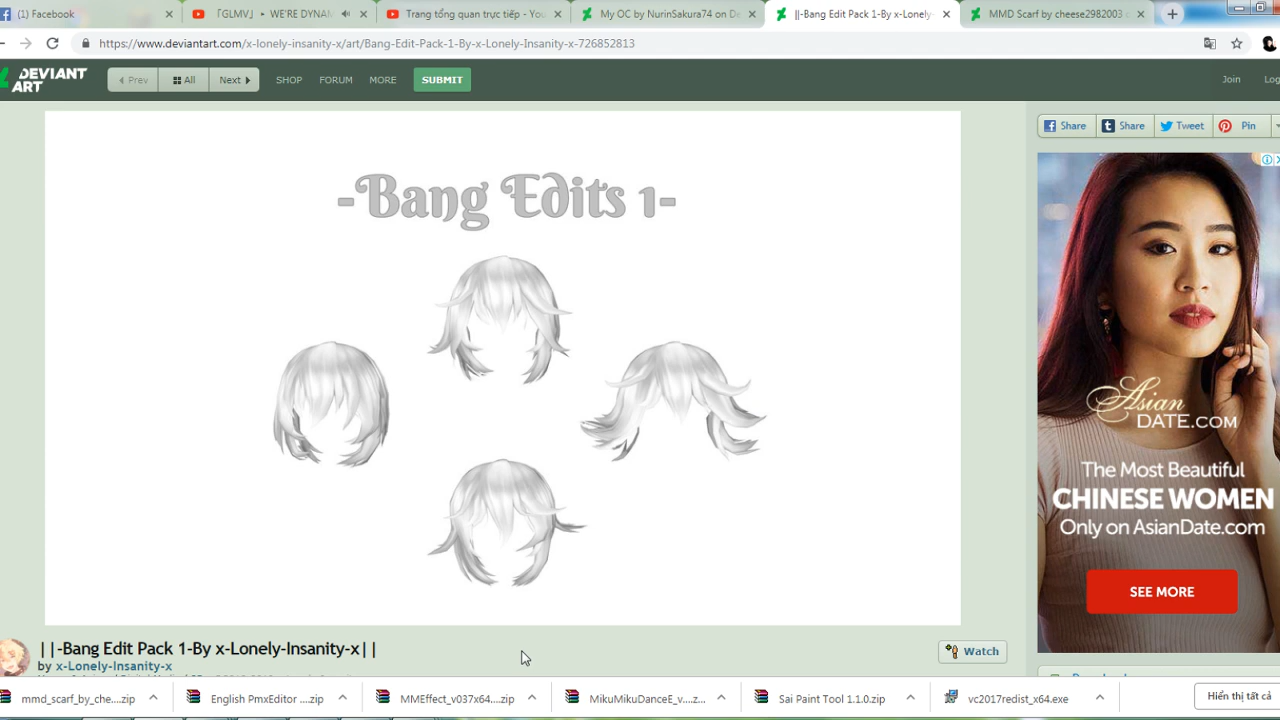 (1) Facebook
「GLMV」 • WE'RE DYNAM
Trang tổng quan trực tiếp - You
My OC by NurinSakura74 on De
||-Bang Edit Pack 1-By x-Lonely-
MMD Scarf by cheese2982003 c
https://www.deviantart.com/x-lonely-insanity-x/art/Bang-Edit-Pack-1-By-x-Lonely-Insanity-x-726852813
DEVIANT
ART
Prev
All
Next
SHOP
FORUM
MORE
SUBMIT
Join
Log
-Bang Edits 1-
Share
Share
Tweet
Pin
Asian
DATE.COM
The Most Beautiful
CHINESE WOMEN
Only on AsianDate.com
SEE MORE
||-Bang Edit Pack 1-By x-Lonely-Insanity-x||
by x-Lonely-Insanity-x
Watch
mmd_scarf_by_che....zip
English PmxEditor ....zip
MMEffect_v037x64....zip
MikuMikuDanceE_v....z...
Sai Paint Tool 1.1.0.zip
vc2017redist_x64.exe
Hiển thị tất cả